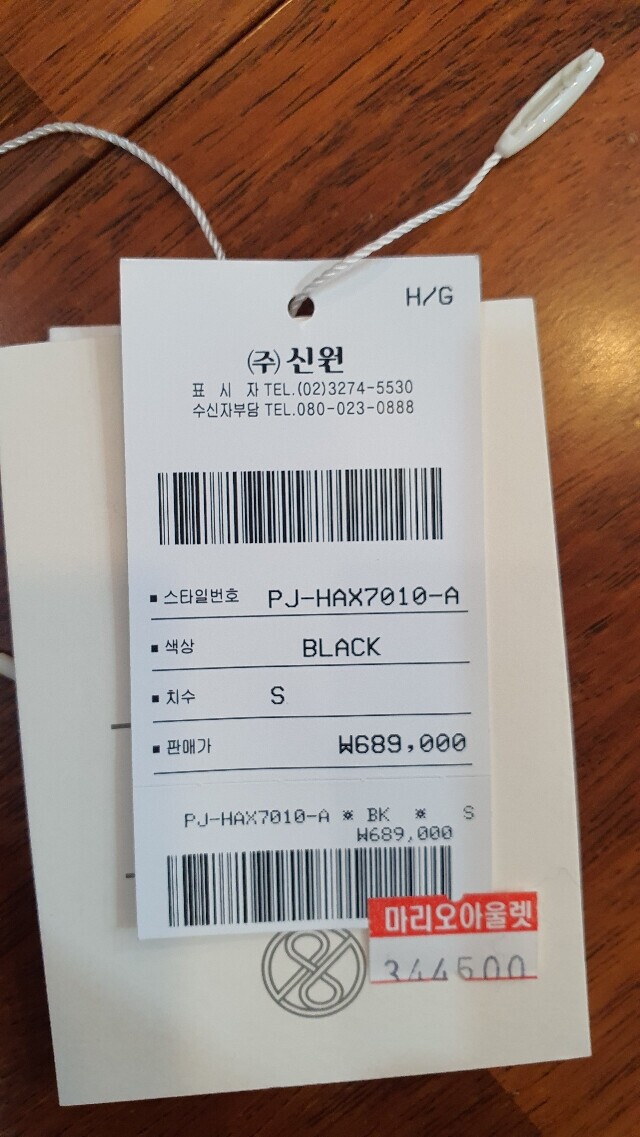 H/G
(주)신원
표 시 자 TEL.(02)3274-5530
수신자부담 TEL.080-023-0888
▪ 스타일번호 PJ-HAX7010-A
▪ 색상 BLACK
▪ 치수 S
▪ 판매가 ₩689,000
PJ-HAX7010-A ※ BK ※ S
₩689,000
마리오아울렛
344500